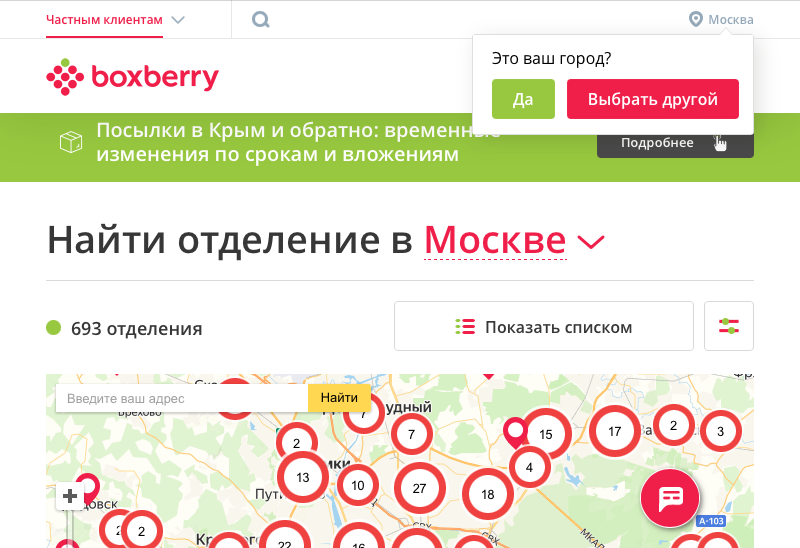 Частным клиентам
Москва
Это ваш город?
Да
Выбрать другой
boxberry
Посылки в Крым и обратно: временные
изменения по срокам и вложениям
Подробнее
Найти отделение в Москве
693 отделения
Показать списком
Введите ваш адрес
Найти
7
2
7
15
17
2
3
4
13
10
27
18
А-103
2
2
22
16